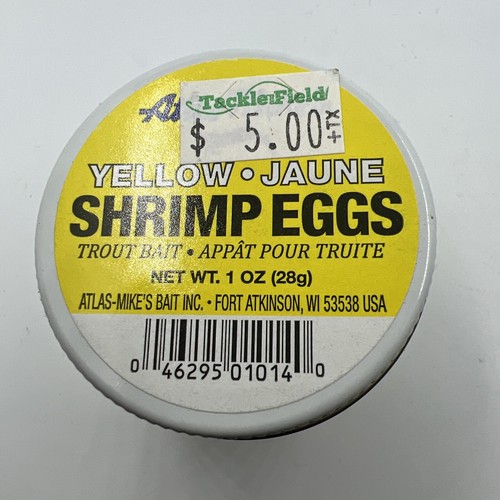 TackleField
$ 5.00 +TX
YELLOW • JAUNE
SHRIMP EGGS
TROUT BAIT • APPÂT POUR TRUITE
NET WT. 1 OZ (28g)
ATLAS-MIKE'S BAIT INC. • FORT ATKINSON, WI 53538 USA
0 46295 01014 0